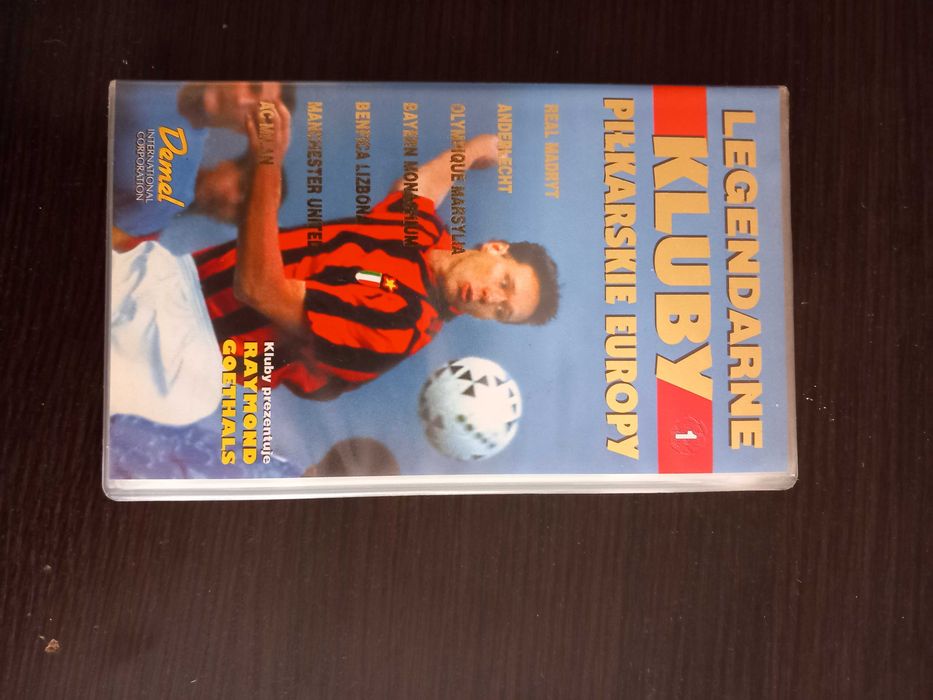 LEGENDARNE
KLUBY
1
PIŁKARSKIE EUROPY
REAL MADRYT
ANDERLECHT
OLYMPIQUE MARSYLIA
BAYERN MONACHIUM
BENFICA LIZBONA
MANCHESTER UNITED
AC MILAN
Kluby prezentuje
RAYMOND
GOETHALS
Demel
INTERNATIONAL
CORPORATION